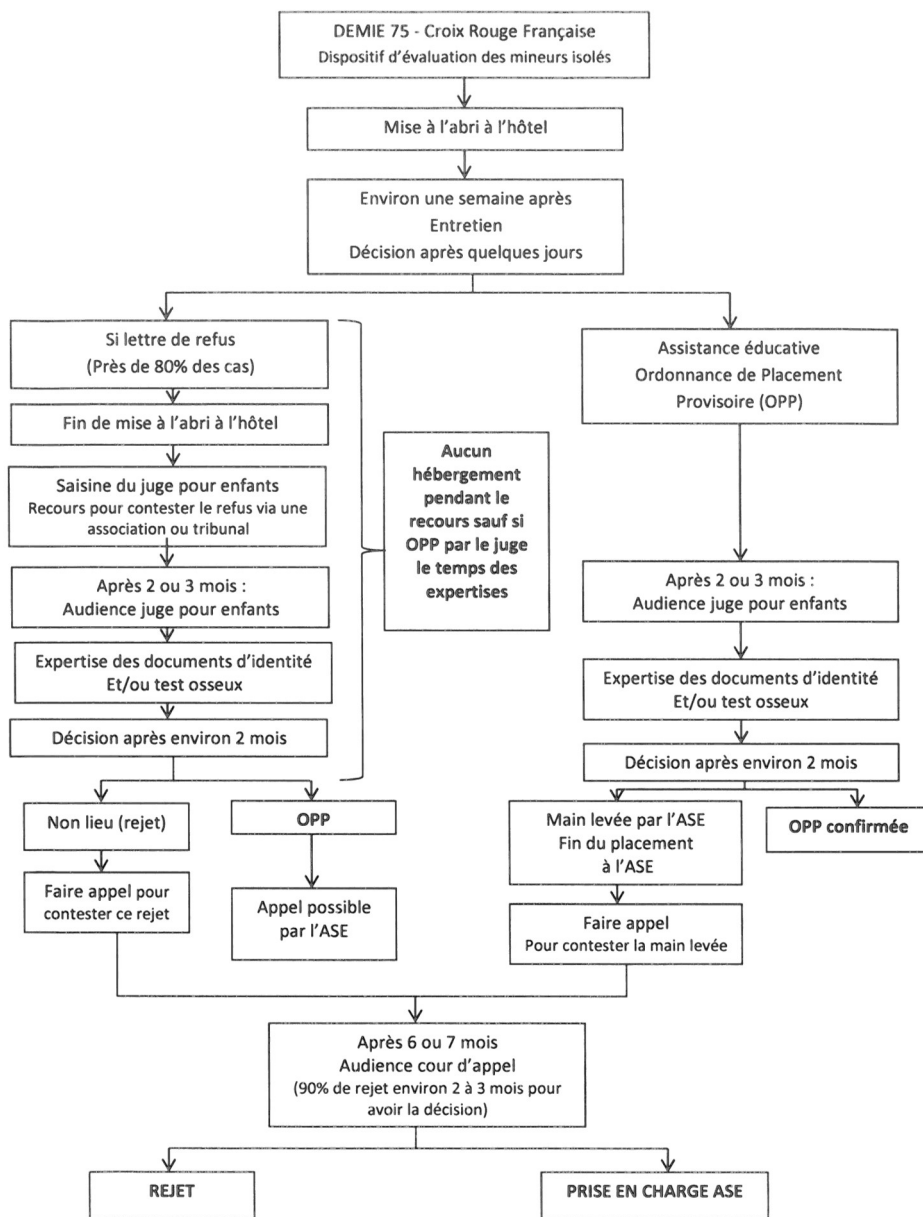 DEMIE 75 - Croix Rouge Française
Dispositif d'évaluation des mineurs isolés
Mise à l'abri à l'hôtel
Environ une semaine après
Entretien
Décision après quelques jours
Si lettre de refus
(Près de 80% des cas)
Fin de mise à l'abri à l'hôtel
Saisine du juge pour enfants
Recours pour contester le refus via une
association ou tribunal
Après 2 ou 3 mois :
Audience juge pour enfants
Expertise des documents d'identité
Et/ou test osseux
Décision après environ 2 mois
Aucun
hébergement
pendant le
recours sauf si
OPP par le juge
le temps des
expertises
Assistance éducative
Ordonnance de Placement
Provisoire (OPP)
Après 2 ou 3 mois :
Audience juge pour enfants
Expertise des documents d'identité
Et/ou test osseux
Décision après environ 2 mois
Non lieu (rejet)
OPP
Main levée par l'ASE
Fin du placement
à l'ASE
OPP confirmée
Faire appel pour
contester ce rejet
Appel possible
par l'ASE
Faire appel
Pour contester la main levée
Après 6 ou 7 mois
Audience cour d'appel
(90% de rejet environ 2 à 3 mois pour
avoir la décision)
REJET
PRISE EN CHARGE ASE